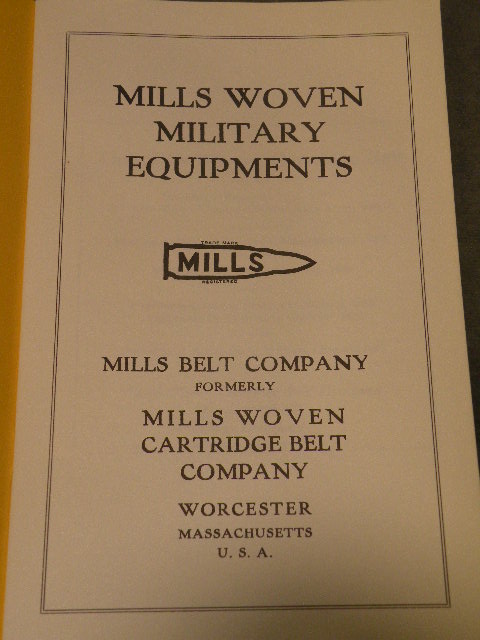 MILLS WOVEN
MILITARY
EQUIPMENTS
TRADE MARK
MILLS
REGISTERED
MILLS BELT COMPANY
FORMERLY
MILLS WOVEN
CARTRIDGE BELT
COMPANY
WORCESTER
MASSACHUSETTS
U. S. A.